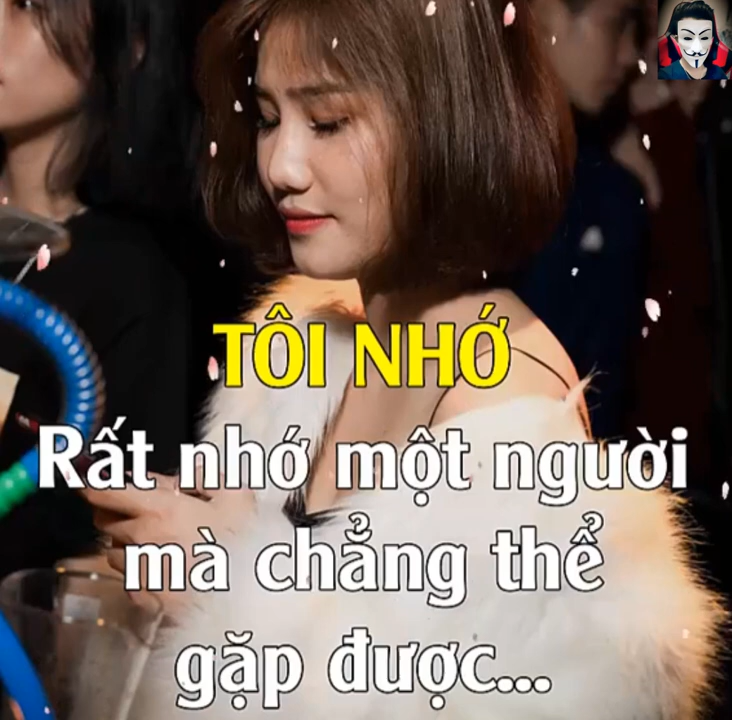 TÔI NHỚ
Rất nhớ một người
mà chẳng thể
gặp được...